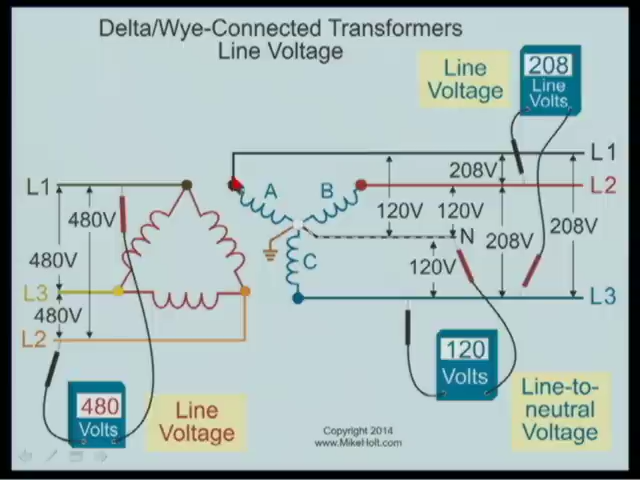 Delta/Wye-Connected Transformers
Line Voltage
Line
Voltage
208
Line
Volts
L1
208V
L2
A
B
L1
480V
120V
120V
N
208V
208V
480V
120V
C
L3
480V
L3
L2
480
Volts
Line
Voltage
120
Volts
Line-to-
neutral
Voltage
Copyright 2014
www.MikeHolt.com